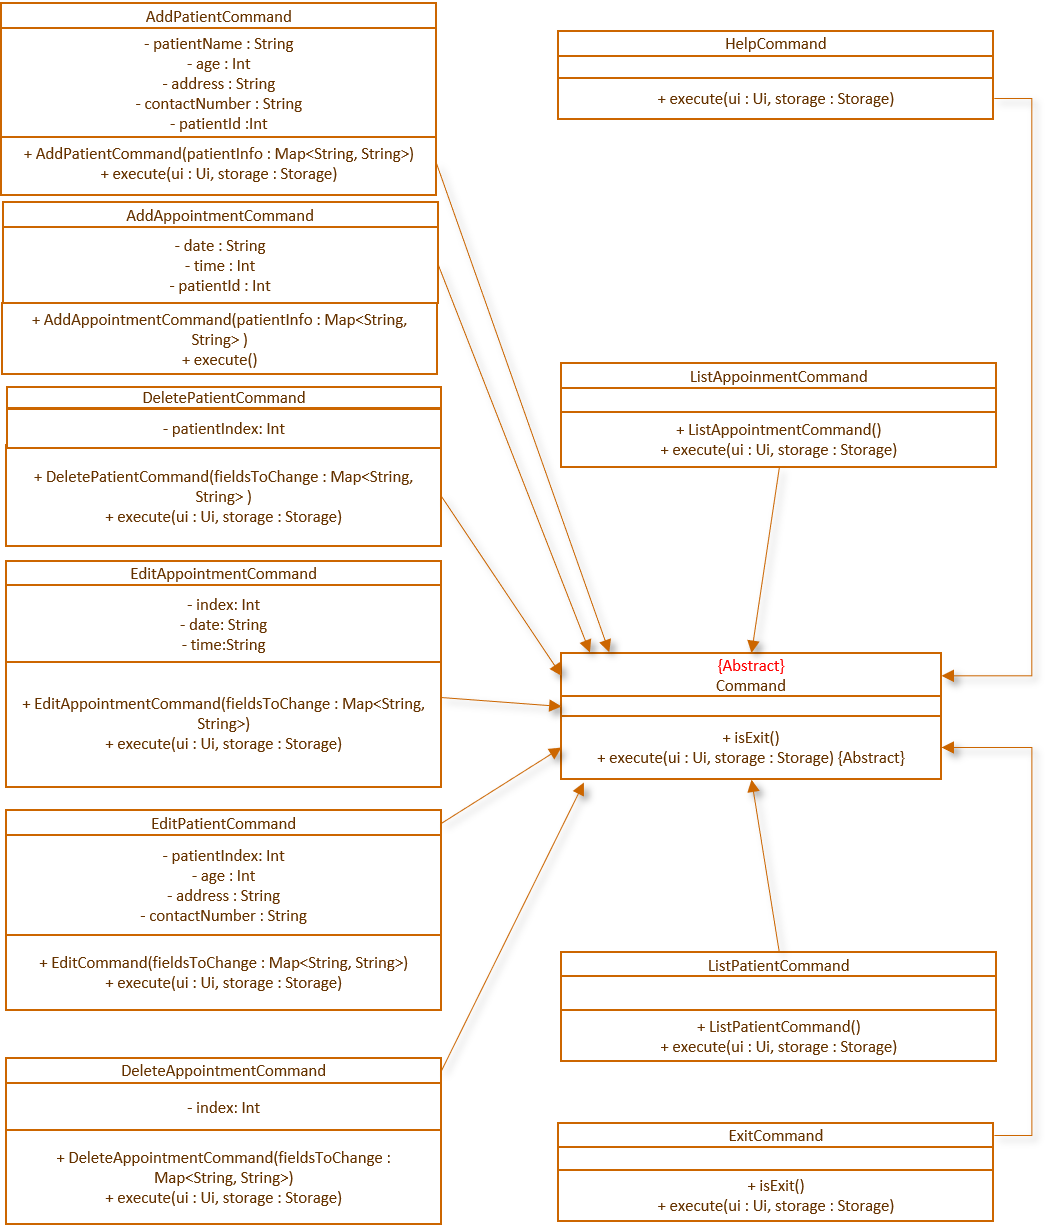 AddPatientCommand
- patientName : String
- age : Int
- address : String
- contactNumber : String
- patientId :Int
+ AddPatientCommand(patientInfo : Map<String, String>)
+ execute(ui : Ui, storage : Storage)
AddAppointmentCommand
- date : String
- time : Int
- patientId : Int
+ AddAppointmentCommand(patientInfo : Map<String,
String> )
+ execute()
DeletePatientCommand
- patientIndex: Int
+ DeletePatientCommand(fieldsToChange : Map<String,
String> )
+ execute(ui : Ui, storage : Storage)
EditAppointmentCommand
- index: Int
- date: String
- time:String
+ EditAppointmentCommand(fieldsToChange : Map<String,
String>)
+ execute(ui : Ui, storage : Storage)
EditPatientCommand
- patientIndex: Int
- age : Int
- address : String
- contactNumber : String
+ EditCommand(fieldsToChange : Map<String, String>)
+ execute(ui : Ui, storage : Storage)
DeleteAppointmentCommand
- index: Int
+ DeleteAppointmentCommand(fieldsToChange :
Map<String, String>)
+ execute(ui : Ui, storage : Storage)
HelpCommand
+ execute(ui : Ui, storage : Storage)
ListAppoinmentCommand
+ ListAppointmentCommand()
+ execute(ui : Ui, storage : Storage)
{Abstract}
Command
+ isExit()
+ execute(ui : Ui, storage : Storage) {Abstract}
ListPatientCommand
+ ListPatientCommand()
+ execute(ui : Ui, storage : Storage)
ExitCommand
+ isExit()
+ execute(ui : Ui, storage : Storage)